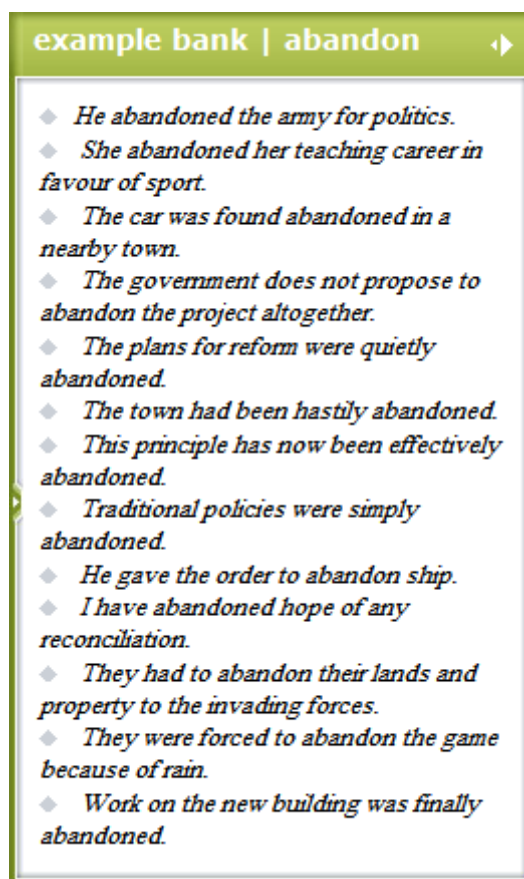 example bank | abandon
He abandoned the army for politics.
She abandoned her teaching career in
favour of sport.
The car was found abandoned in a
nearby town.
The government does not propose to
abandon the project altogether.
The plans for reform were quietly
abandoned.
The town had been hastily abandoned.
This principle has now been effectively
abandoned.
Traditional policies were simply
abandoned.
He gave the order to abandon ship.
I have abandoned hope of any
reconciliation.
They had to abandon their lands and
property to the invading forces.
They were forced to abandon the game
because of rain.
Work on the new building was finally
abandoned.